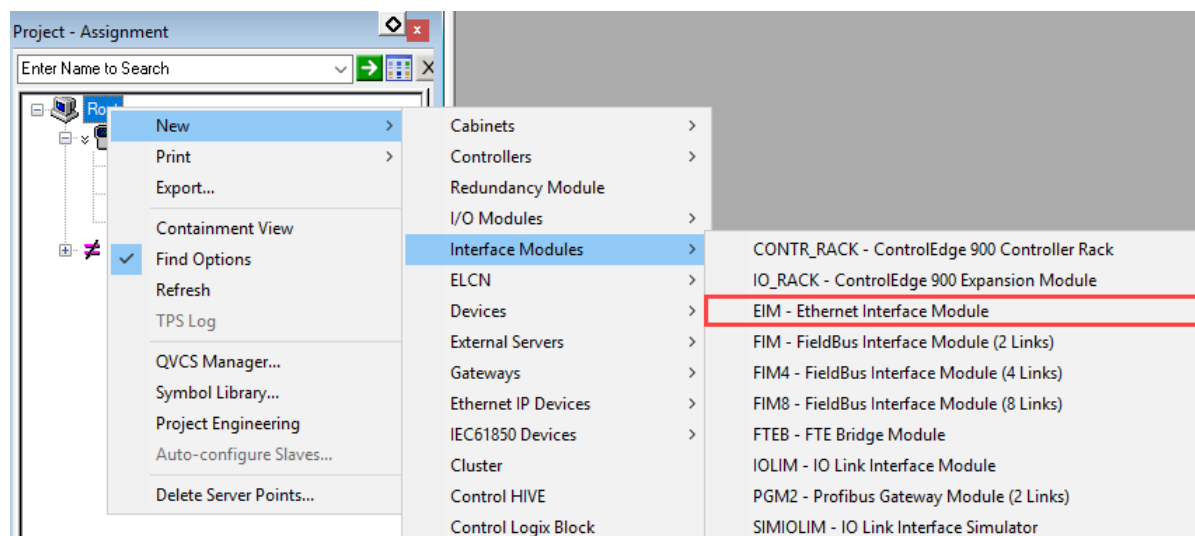 Project - Assignment
Enter Name to Search
New
Print
Export...
Containment View
Find Options
Refresh
TPS Log
QVCS Manager...
Symbol Library...
Project Engineering
Auto-configure Slaves...
Delete Server Points...
Cabinets
Controllers
Redundancy Module
I/O Modules
Interface Modules
ELCN
Devices
External Servers
Gateways
Ethernet IP Devices
IEC61850 Devices
Cluster
Control HIVE
Control Logix Block
CONTR_RACK - ControlEdge 900 Controller Rack
IO_RACK - ControlEdge 900 Expansion Module
EIM - Ethernet Interface Module
FIM - FieldBus Interface Module (2 Links)
FIM4 - FieldBus Interface Module (4 Links)
FIM8 - FieldBus Interface Module (8 Links)
FTEB - FTE Bridge Module
IOLIM - IO Link Interface Module
PGM2 - Profibus Gateway Module (2 Links)
SIMIOLIM - IO Link Interface Simulator